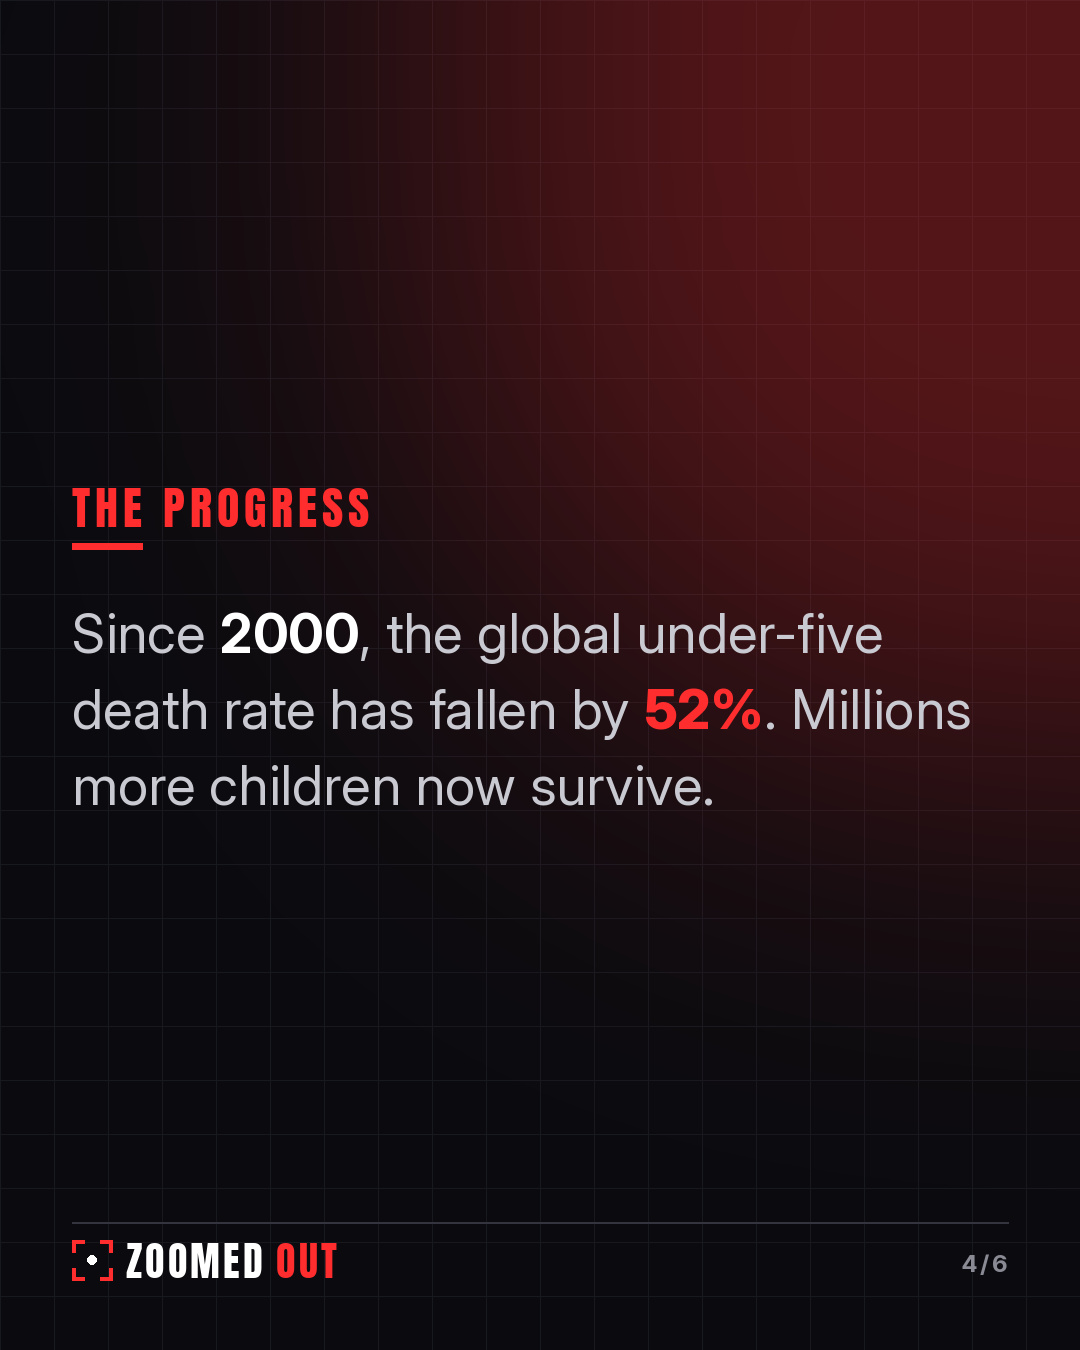 THE PROGRESS
Since 2000, the global under-five
death rate has fallen by 52%. Millions
more children now survive.
ZOOMED OUT
4/6